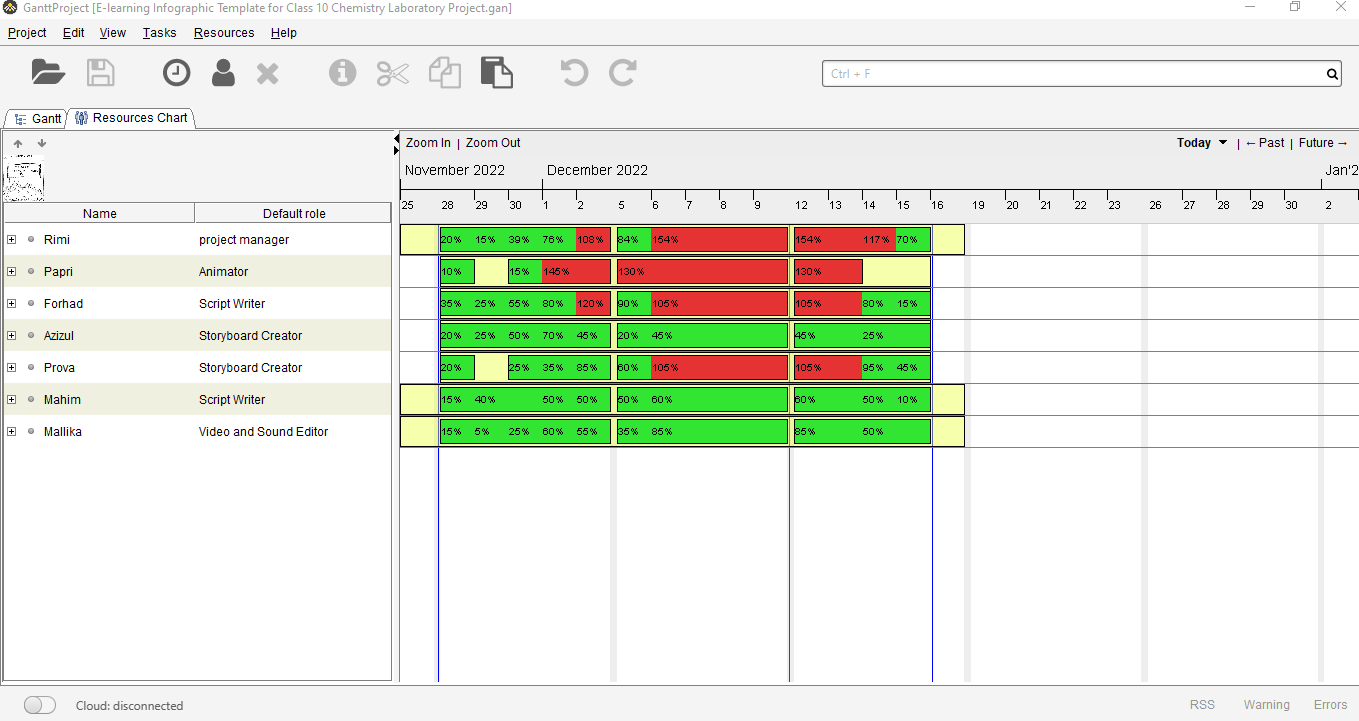 GanttProject [E-learning Infographic Template for Class 10 Chemistry Laboratory Project.gan]
Project Edit View Tasks Resources Help
Ctrl + F
Gantt Resources Chart
Zoom In | Zoom Out Today | ←Past | Future →
November 2022 December 2022 Jan'2
25 28 29 30 1 2 5 6 7 8 9 12 13 14 15 16 19 20 21 22 23 26 27 28 29 30 2
Name Default role
Rimi project manager 20% 15% 39% 76% 108% 84% 154% 154% 117% 70%
Papri Animator 10% 15% 145% 130% 130%
Forhad Script Writer 35% 25% 55% 80% 120% 90% 105% 105% 80% 15%
Azizul Storyboard Creator 20% 25% 50% 70% 45% 20% 45% 45% 25%
Prova Storyboard Creator 20% 25% 35% 85% 60% 105% 105% 95% 45%
Mahim Script Writer 15% 40% 50% 50% 50% 60% 60% 50% 10%
Mallika Video and Sound Editor 15% 5% 25% 60% 55% 35% 85% 85% 50%
Cloud: disconnected RSS Warning Errors